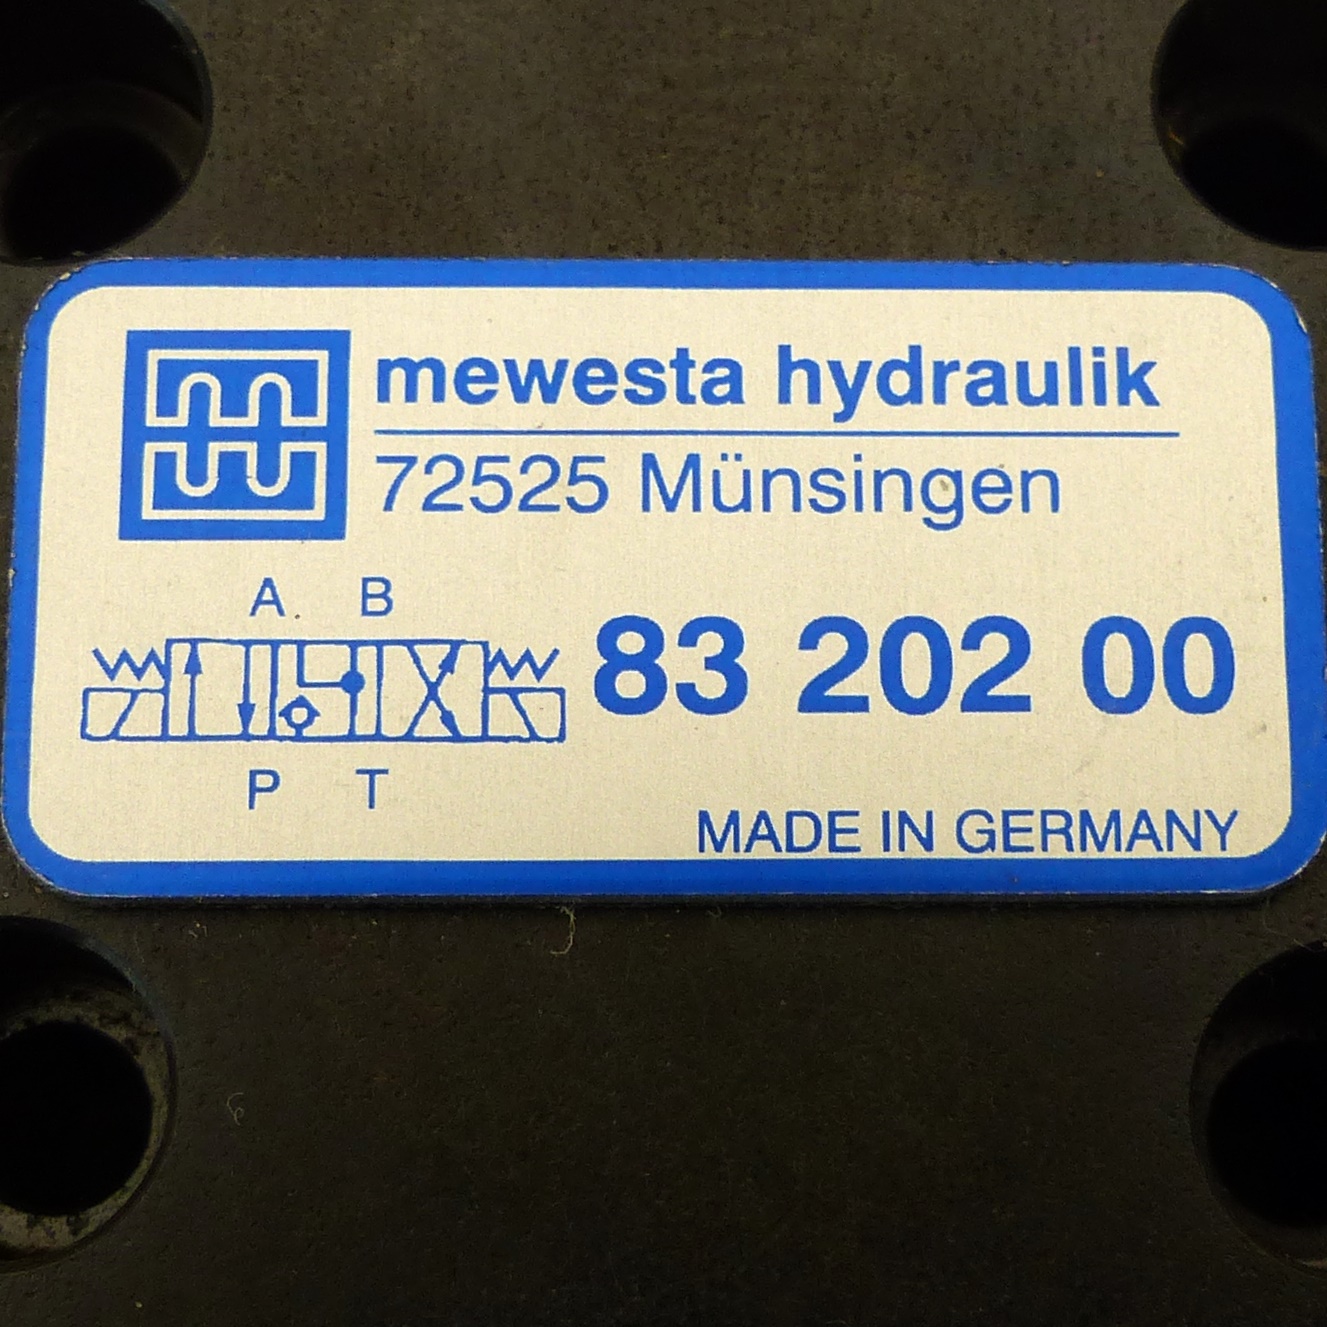 mewesta hydraulik
72525 Münsingen
A B
83 202 00
P T
MADE IN GERMANY